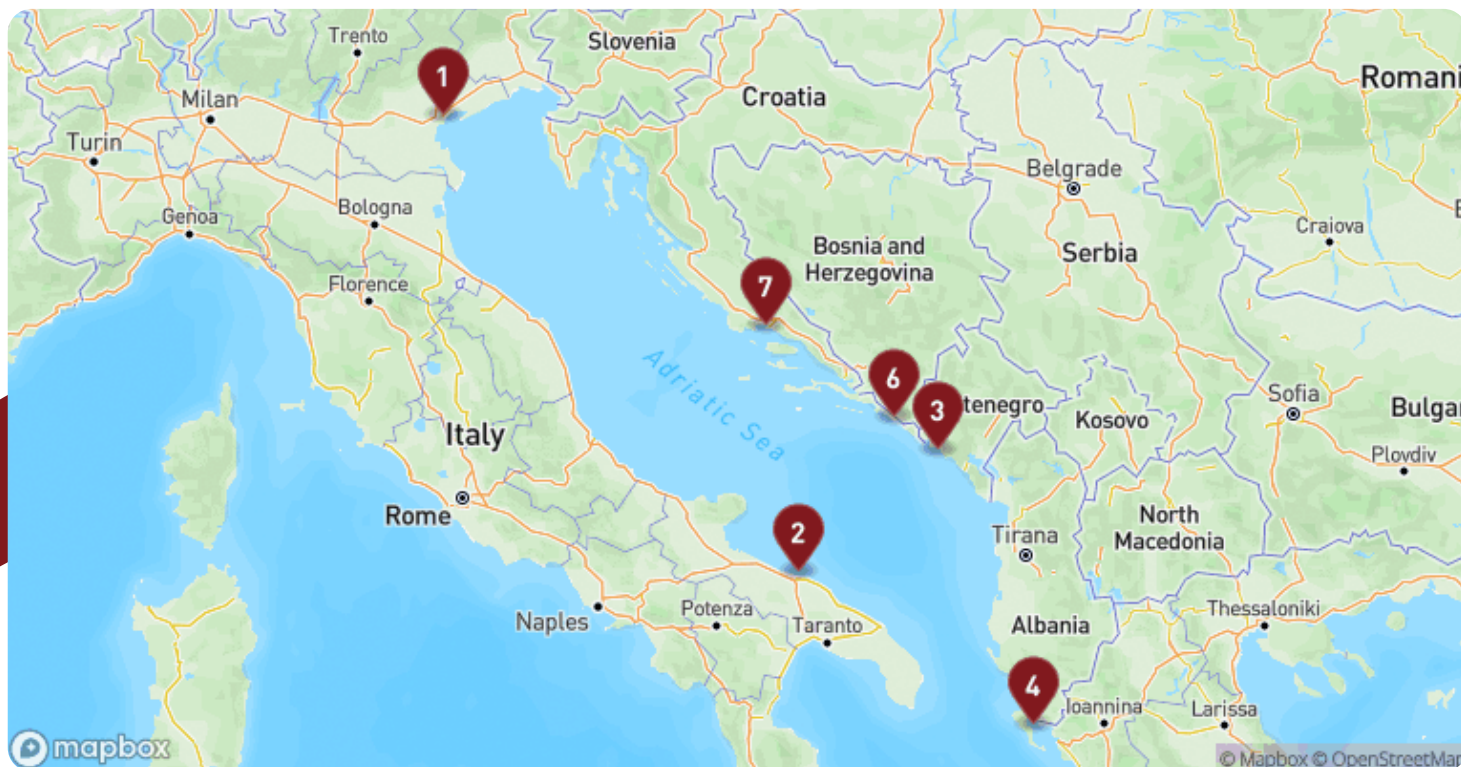 Trento
Slovenia
Romani
1
Milan
Croatia
Turin
Belgrade
Genoa
Bologna
Craiova
Bosnia and
Herzegovina
Serbia
Florence
7
Adriatic Sea
6
3
tenegro
Sofia
Kosovo
Bulgar
Italy
Plovdiv
Rome
2
North
Macedonia
Tirana
Naples
Potenza
Taranto
Thessaloniki
Albania
4
Ioannina
Larissa
mapbox
© Mapbox © OpenStreetMap